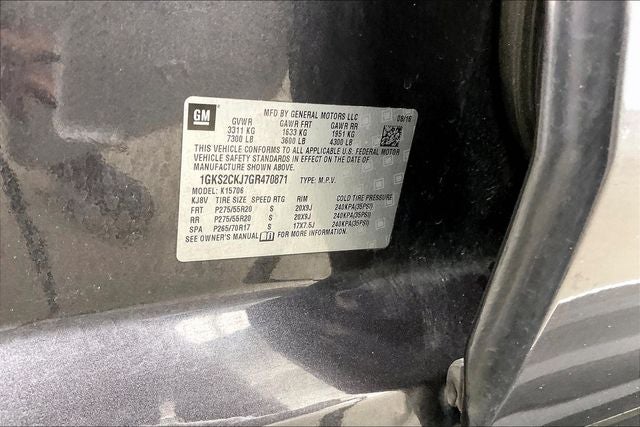 GM
MFD BY GENERAL MOTORS LLC 08/16
GVWR GAWR FRT GAWR RR
3311 KG 1633 KG 1951 KG
7300 LB 3600 LB 4300 LB
THIS VEHICLE CONFORMS TO ALL APPLICABLE U.S. FEDERAL MOTOR
VEHICLE SAFETY STANDARDS IN EFFECT ON THE DATE OF
MANUFACTURE SHOWN ABOVE.
1GKS2CKJ7GR470871 TYPE: M.P.V.
MODEL: K15706
KJ8V TIRE SIZE SPEED RTG RIM COLD TIRE PRESSURE
FRT P275/55R20 S 20X9J 240KPA(35PSI)
RR P275/55R20 S 20X9J 240KPA(35PSI)
SPA P265/70R17 S 17X7.5J 240KPA(35PSI)
SEE OWNER'S MANUAL FOR MORE INFORMATION.